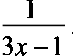 1
3x − 1
.